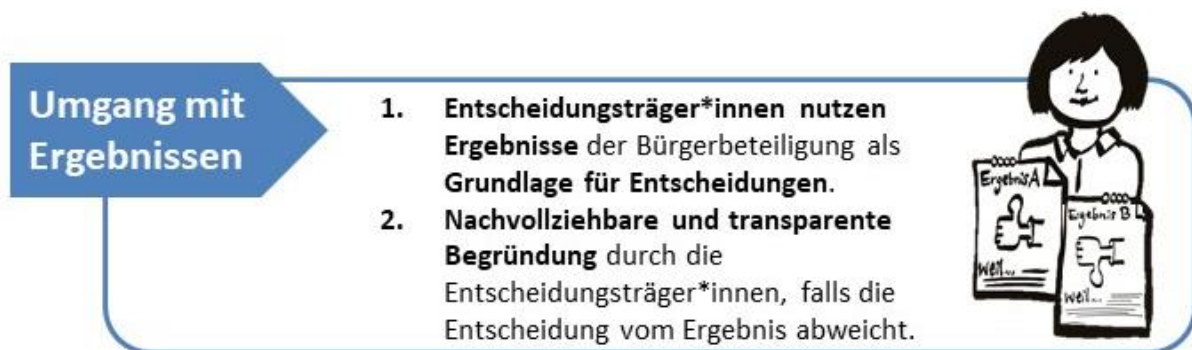 Umgang mit
Ergebnissen
1. Entscheidungsträger*innen nutzen
Ergebnisse der Bürgerbeteiligung als
Grundlage für Entscheidungen.
2. Nachvollziehbare und transparente
Begründung durch die
Entscheidungsträger*innen, falls die
Entscheidung vom Ergebnis abweicht.
Ergebnis A
Weil...
Ergebnis B
Weil...